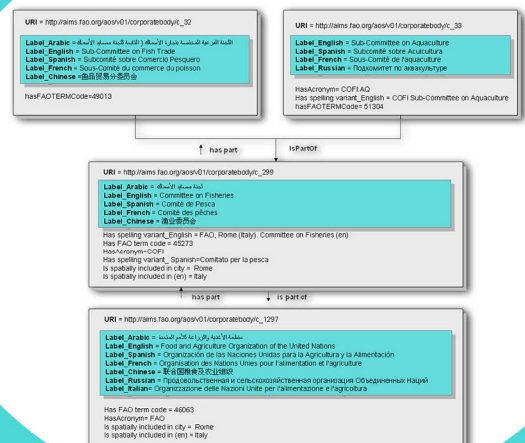 URI = http://aims.fao.org/aos/v01/corporatebody/c_32
Label_Arabic = اللجنة الفرعية المختصة بتجارة الأسماك ( التابعة للجنة مصايد الأسماك
Label_English = Sub-Committee on Fish Trade
Label_Spanish = Subcomité sobre Comercio Pesquero
Label_French = Sous-Comité du commerce du poisson
Label_Chinese =鱼品贸易分委员会
hasFAOTERMCode=49013
URI = http://aims.fao.org/aos/v01/corporatebody/c_33
Label_English = Sub-Committee on Aquaculture
Label_Spanish = Subcomité sobre Acuicultura
Label_French = Sous-Comité de l'aquaculture
Label_Russian = Подкомитет по аквакультуре
HasAcronym= COFI:AQ
Has spelling variant_English = COFI Sub-Committee on Aquaculture
hasFAOTERMCode= 51304
has part
IsPartOf
URI = http://aims.fao.org/aos/v01/corporatebody/c_299
Label_Arabic = لجنة مصايد الأسماك
Label_English = Committee on Fisheries
Label_Spanish = Comité de Pesca
Label_French = Comité des pêches
Label_Chinese = 渔业委员会
Has spelling variant_English = FAO, Rome (Italy). Committee on Fisheries (en)
Has FAO term code = 45273
HasAcronym=COFI
Has spelling variant_ Spanish=Comitato per la pesca
Is spatially included in city = Rome
Is spatially included in (en) = Italy
has part
is part of
URI = http://aims.fao.org/aos/v01/corporatebody/c_1297
Label_Arabic = منظمة الأغذية والزراعة للأمم المتحدة
Label_English = Food and Agriculture Organization of the United Nations
Label_Spanish = Organización de las Naciones Unidas para la Agricultura y la Alimentación
Label_French = Organisation des Nations Unies pour l'alimentation et l'agriculture
Label_Chinese = 联合国粮食及农业组织
Label_Russian = Продовольственная и сельскохозяйственная организация Объединенных Наций
Label_Italian= Organizzazione delle Nazioni Unite per l'alimentazione e l'agricoltura
Has FAO term code = 46063
HasAcronym= FAO
Is spatially included in city = Rome
Is spatially included in (en) = Italy